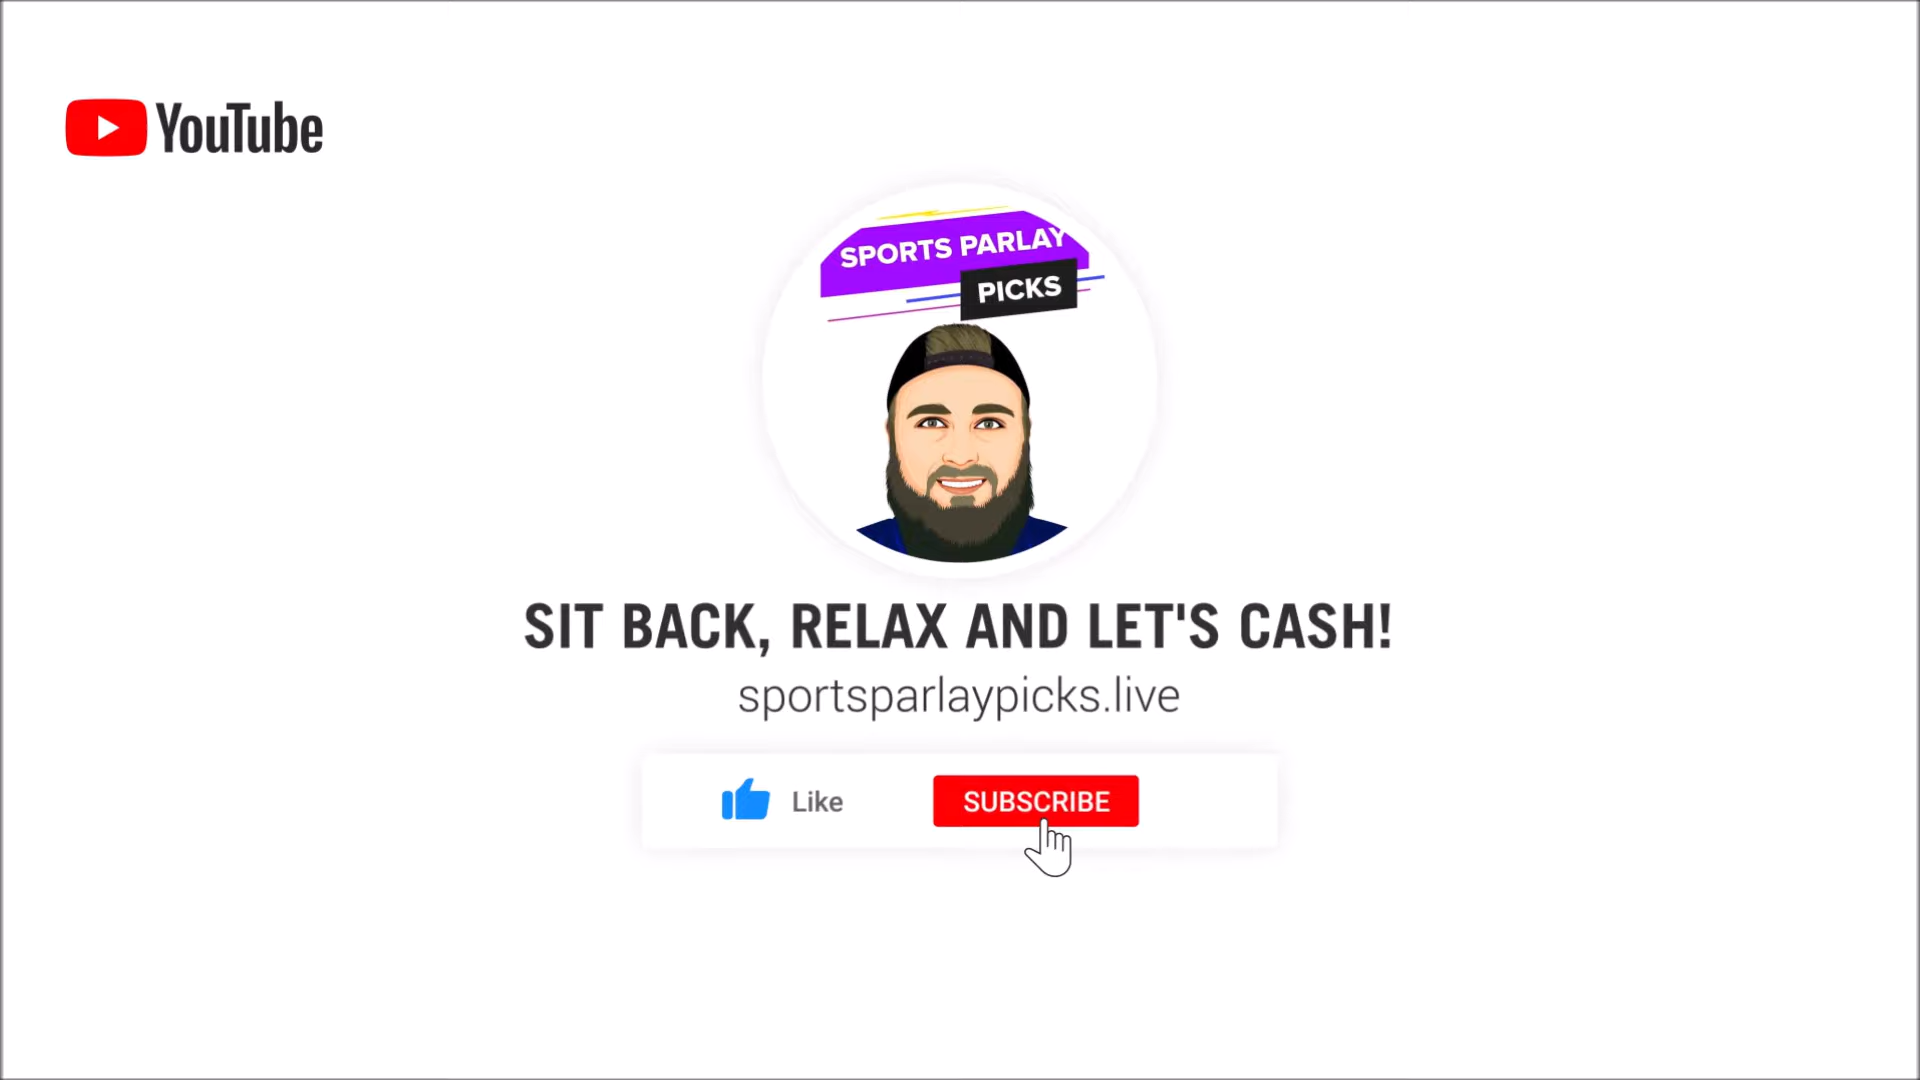 YouTube
SPORTS PARLAY
PICKS
SIT BACK, RELAX AND LET'S CASH!
sportsparlaypicks.live
Like
SUBSCRIBE